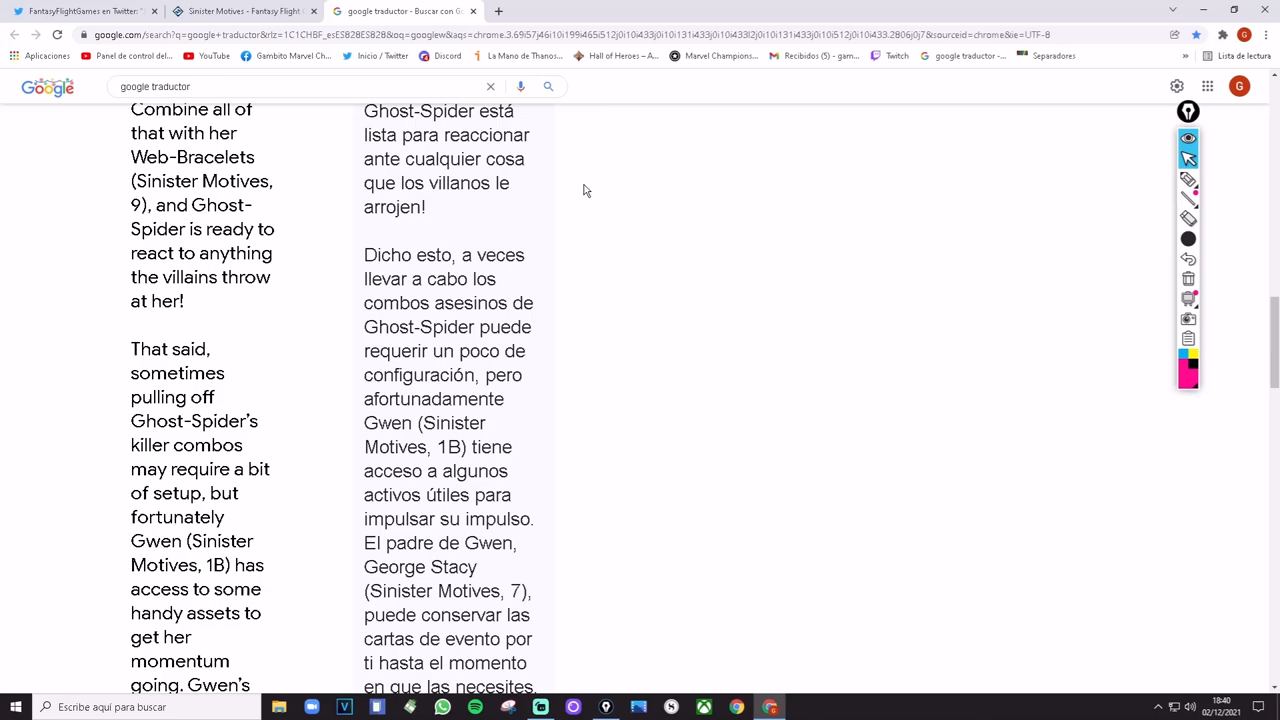 FantasyFlightGames en Twitter: "
Sinister Motives - Fantasy Flight
google traductor - Buscar con Go
google.com/search?q=google+traductor&rlz=1C1CHBF_esES828ES828&oq=googlew&aqs=chrome.3.69i57j46i10i199i465i512j0i10i433j0i10i131i433j0i10i433l2j0i10i131i433j0i10i512j0i10i433.2806j0j7&sourceid=chrome&ie=UTF-8
Aplicaciones
Panel de control del...
YouTube
Gambito Marvel Ch...
Inicio / Twitter
Discord
La Mano de Thanos...
Hall of Heroes – A...
Marvel Champions...
Recibidos (5) - gam...
Twitch
google traductor -...
Separadores
Lista de lectura
Google
google traductor
G
Combine all of
that with her
Web-Bracelets
(Sinister Motives,
9), and Ghost-
Spider is ready to
react to anything
the villains throw
at her!
That said,
sometimes
pulling off
Ghost-Spider's
killer combos
may require a bit
of setup, but
fortunately
Gwen (Sinister
Motives, 1B) has
access to some
handy assets to
get her
momentum
going. Gwen's
Ghost-Spider está
lista para reaccionar
ante cualquier cosa
que los villanos le
arrojen!
Dicho esto, a veces
llevar a cabo los
combos asesinos de
Ghost-Spider puede
requerir un poco de
configuración, pero
afortunadamente
Gwen (Sinister
Motives, 1B) tiene
acceso a algunos
activos útiles para
impulsar su impulso.
El padre de Gwen,
George Stacy
(Sinister Motives, 7),
puede conservar las
cartas de evento por
ti hasta el momento
en que las necesites.
Escribe aquí para buscar
18:40
02/12/2021